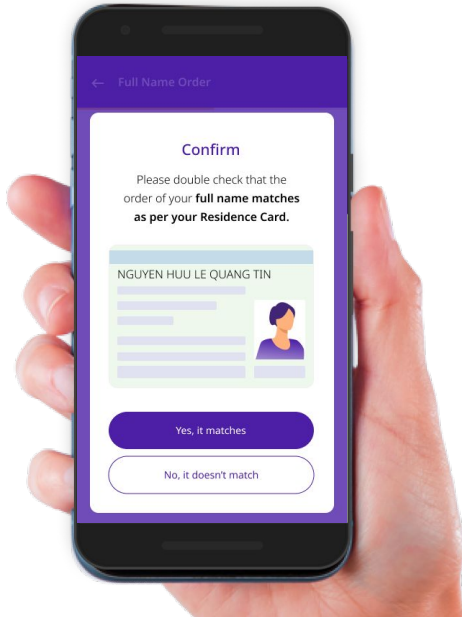 ← Full Name Order
Confirm
Please double check that the
order of your full name matches
as per your Residence Card.
NGUYEN HUU LE QUANG TIN
Yes, it matches
No, it doesn't match